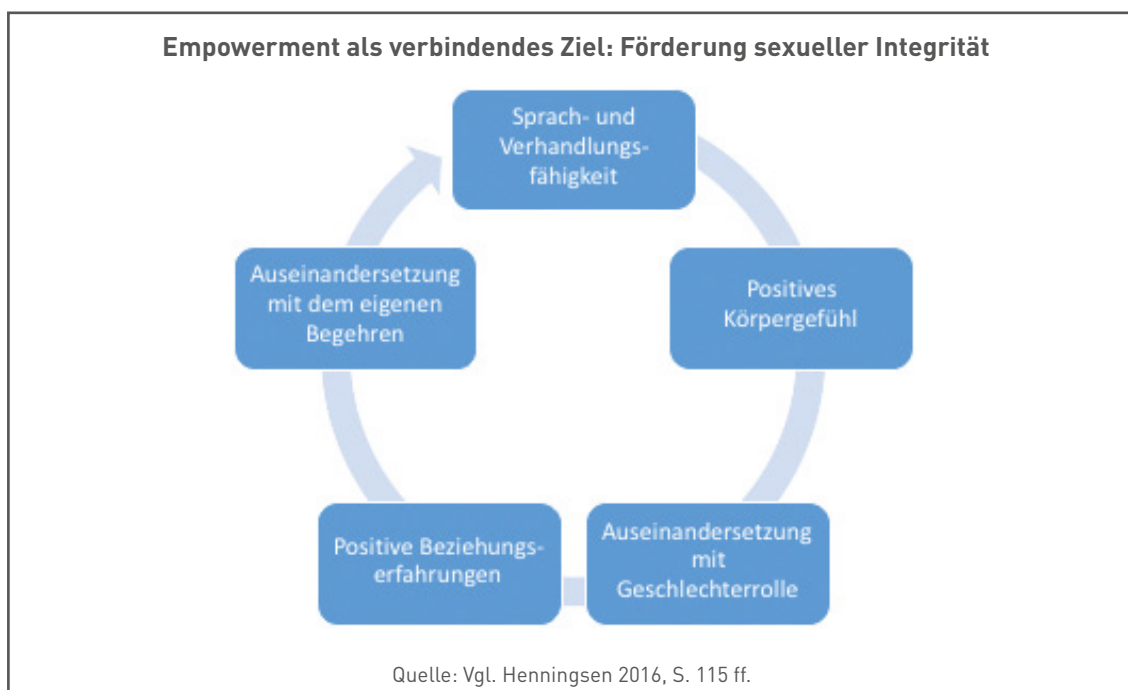 Empowerment als verbindendes Ziel: Förderung sexueller Integrität
Sprach- und
Verhandlungs-
fähigkeit
Positives
Körpergefühl
Auseinandersetzung
mit
Geschlechterrolle
Positive Beziehungs-
erfahrungen
Auseinandersetzung
mit dem eigenen
Begehren
Quelle: Vgl. Henningsen 2016, S. 115 ff.